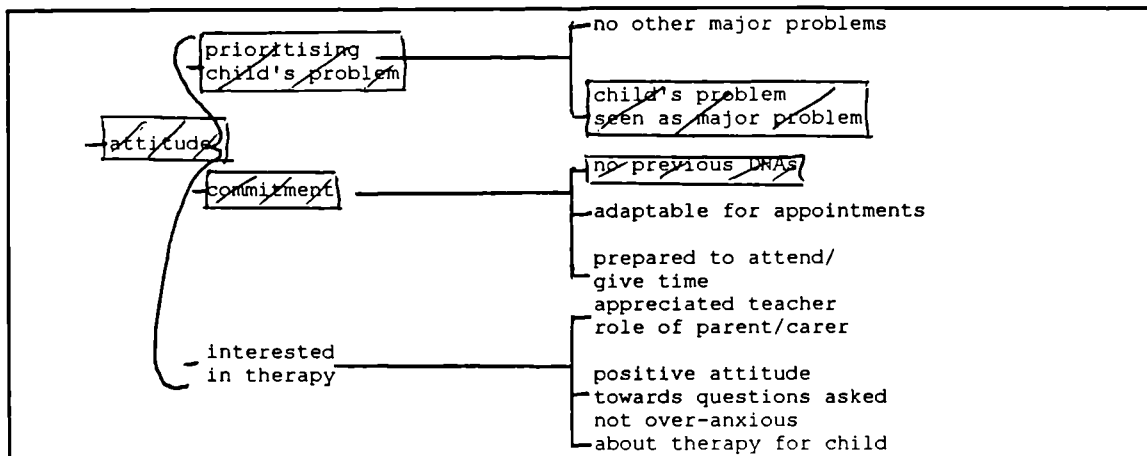 no other major problems
prioritising
child's problem
child's problem
seen as major problem
attitude
no previous DNAs
commitment
adaptable for appointments
prepared to attend/
give time
appreciated teacher
role of parent/carer
interested
in therapy
positive attitude
towards questions asked
not over-anxious
about therapy for child